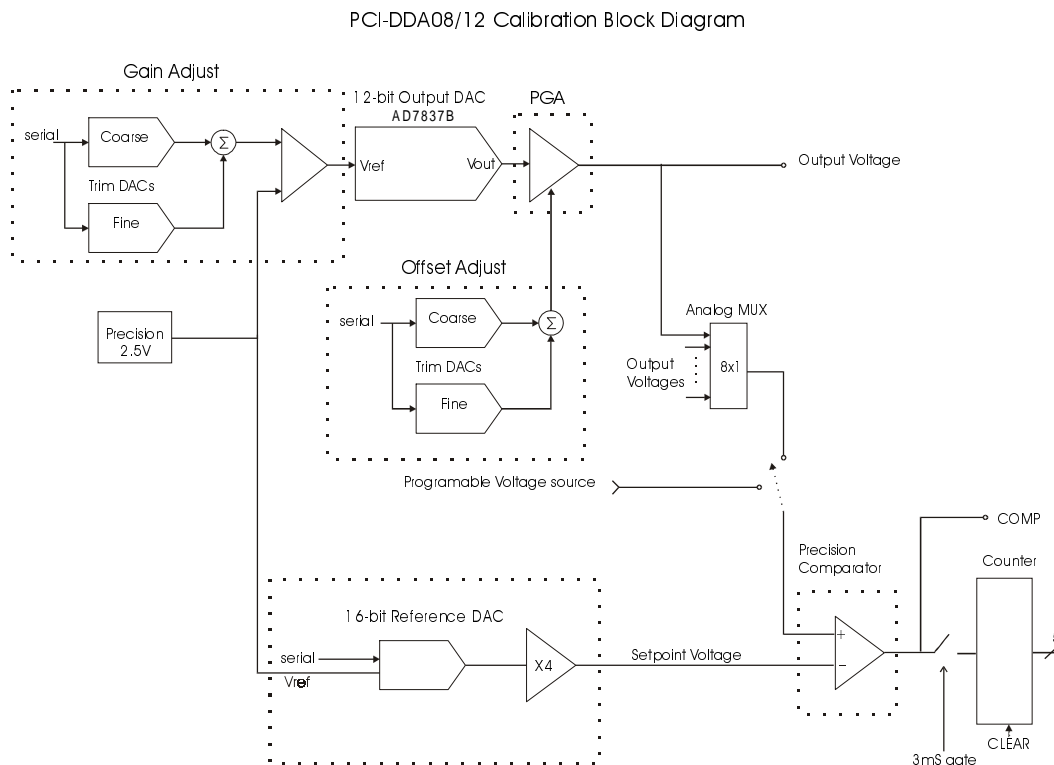 PCI-DDA08/12 Calibration Block Diagram
Gain Adjust
serial
Coarse
Σ
Trim DACs
Fine
12-bit Output DAC
AD7837B
Vref
Vout
PGA
Output Voltage
Offset Adjust
serial
Coarse
Σ
Trim DACs
Fine
Precision
2.5V
Analog MUX
8x1
Output
Voltages
Programable Voltage source
COMP
Precision
Comparator
Counter
16-bit Reference DAC
serial
Vref
X4
Setpoint Voltage
+
−
CLEAR
3mS gate